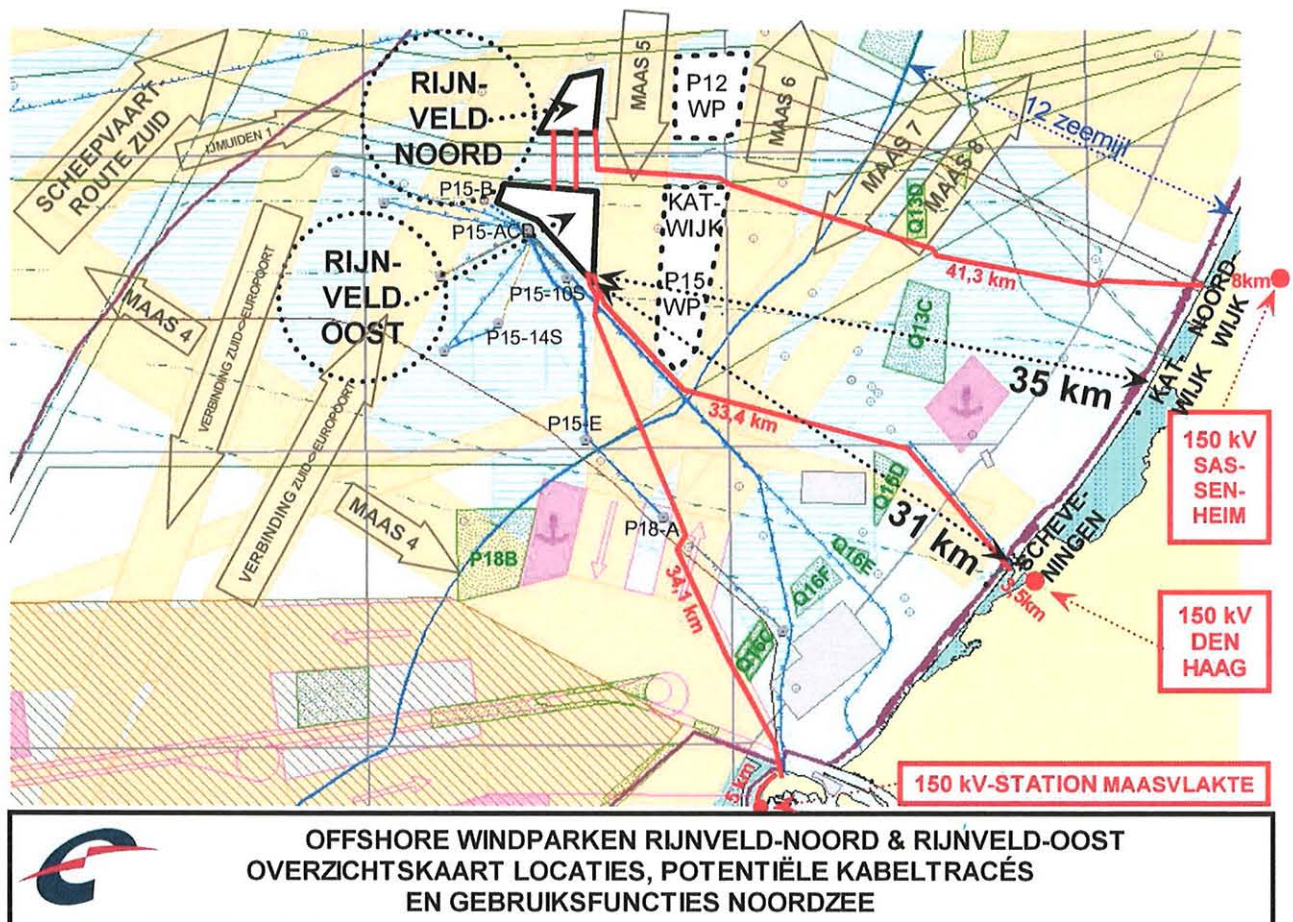 RIJN-
VELD
NOORD
MAAS 5
P12
WP
MAAS 6
MAAS 7
MAAS 8
12 zeemijl
SCHEEPVAART-
ROUTE ZUID
IJMUIDEN 1
P15-B
P15-ACD
KAT-
WIJK
P15
WP
Q13D
RIJN-
VELD
OOST
MAAS 4
VERBINDING ZUID<>EUROPOORT
VERBINDING ZUID<>EUROPOORT
P15-10S
P15-14S
41,3 km
Q13C
35 km
KAT-
WIJK
NOORD-
WIJK
8km
33,4 km
P15-E
150 kV
SAS-
SEN-
HEIM
MAAS 4
P18B
P18-A
Q16D
31 km
SCHEVE-
NINGEN
3,5km
Q16E
Q16F
34,1 km
Q16C
150 kV
DEN
HAAG
5 km
150 kV-STATION MAASVLAKTE
OFFSHORE WINDPARKEN RIJNVELD-NOORD & RIJNVELD-OOST
OVERZICHTSKAART LOCATIES, POTENTIËLE KABELTRACÉS
EN GEBRUIKSFUNCTIES NOORDZEE